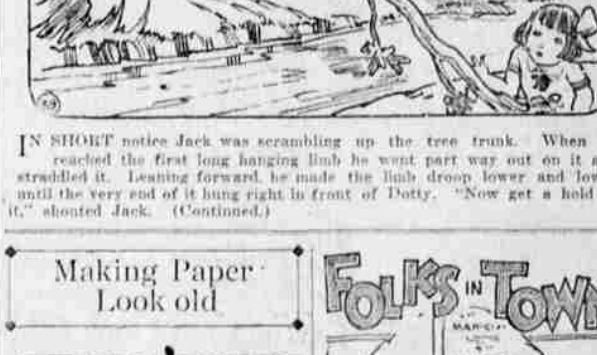 IN SHORT notice Jack was scrambling up the tree trunk. When
reached the first long hanging limb he went part way out on it a
straddled it. Leaning forward, he made the limb droop lower and low
until the very end of it hung right in front of Dotty. "Now get a hold
it," shouted Jack. (Continued.)
Making Paper
Look old
FOLKS IN TOWN